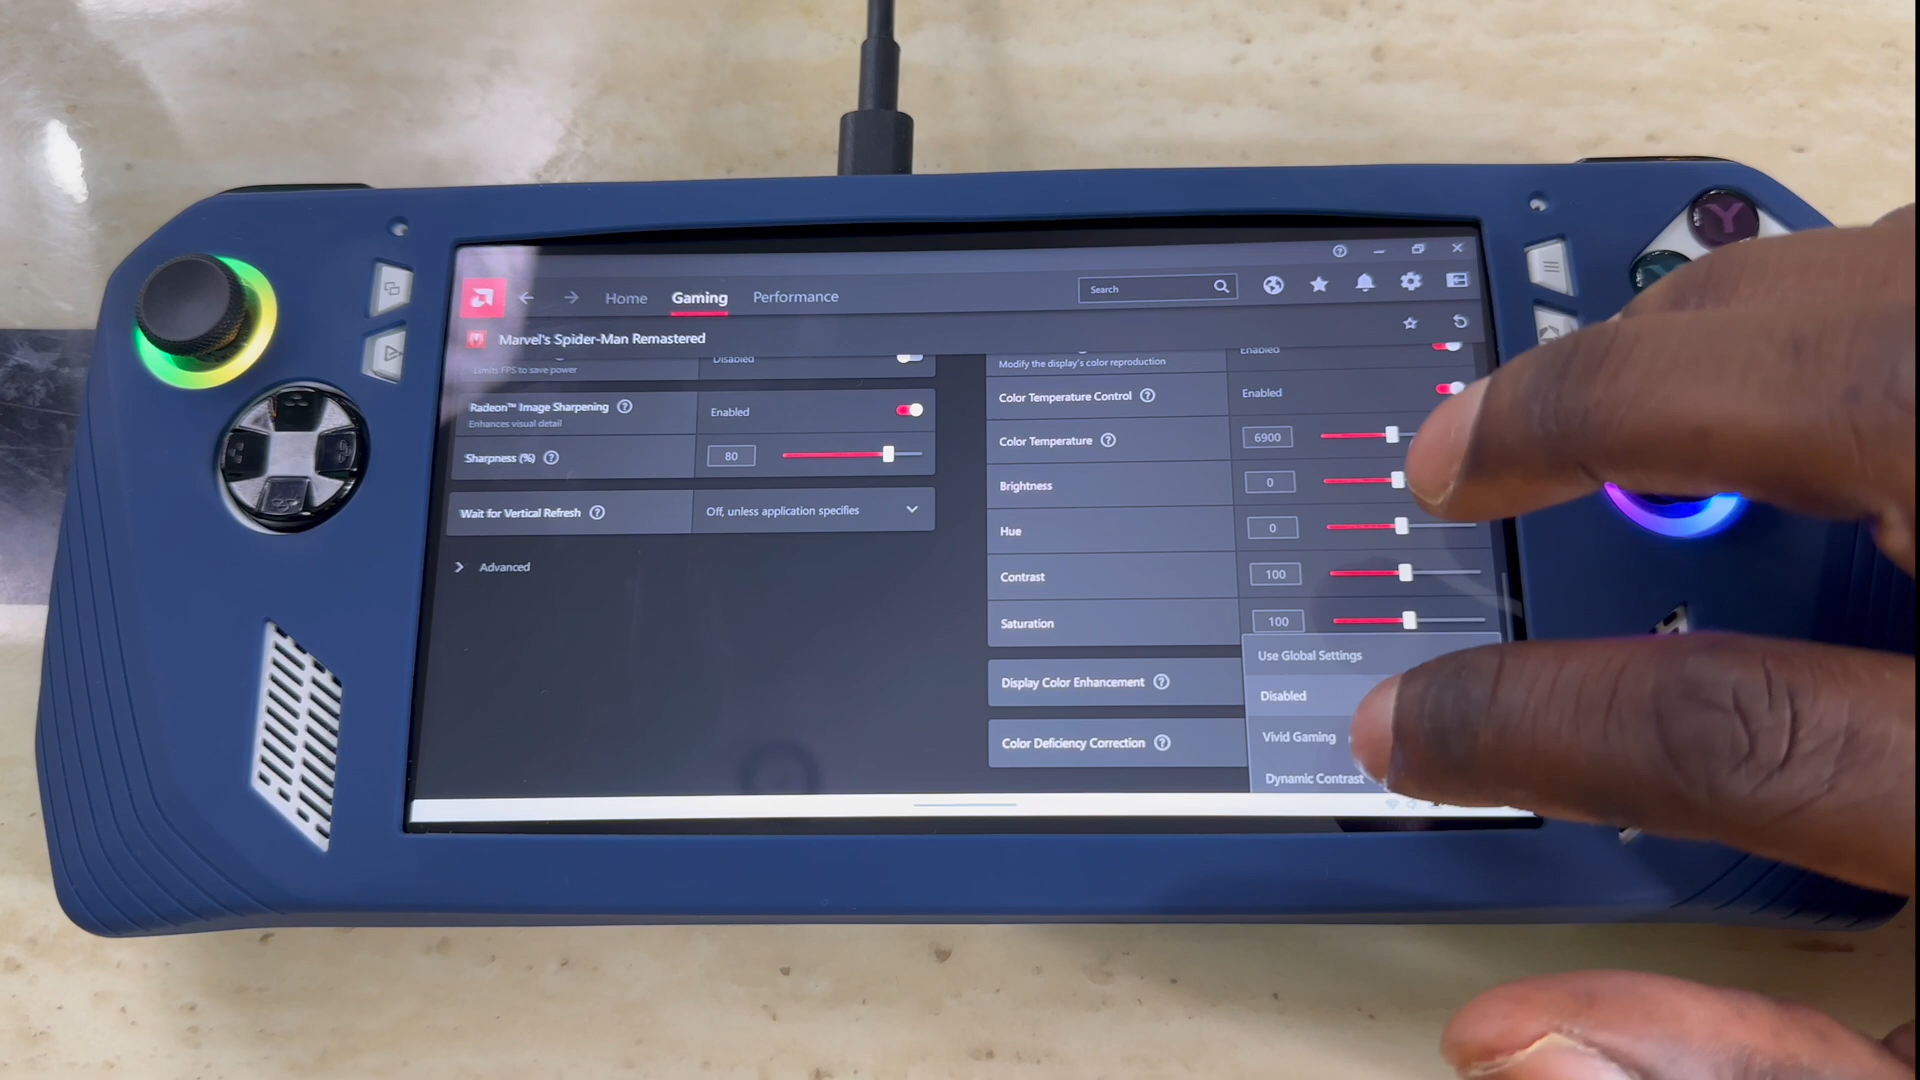 Home Gaming Performance Search
Marvel's Spider-Man Remastered
Limits FPS to save power
Disabled
Radeon™ Image Sharpening
Enhances visual detail
Enabled
Sharpness (%)
80
Wait for Vertical Refresh
Off, unless application specifies
Advanced
Modify the display's color reproduction
Enabled
Color Temperature Control
Enabled
Color Temperature
6900
Brightness
0
Hue
0
Contrast
100
Saturation
100
Display Color Enhancement
Color Deficiency Correction
Use Global Settings
Disabled
Vivid Gaming
Dynamic Contrast
Y